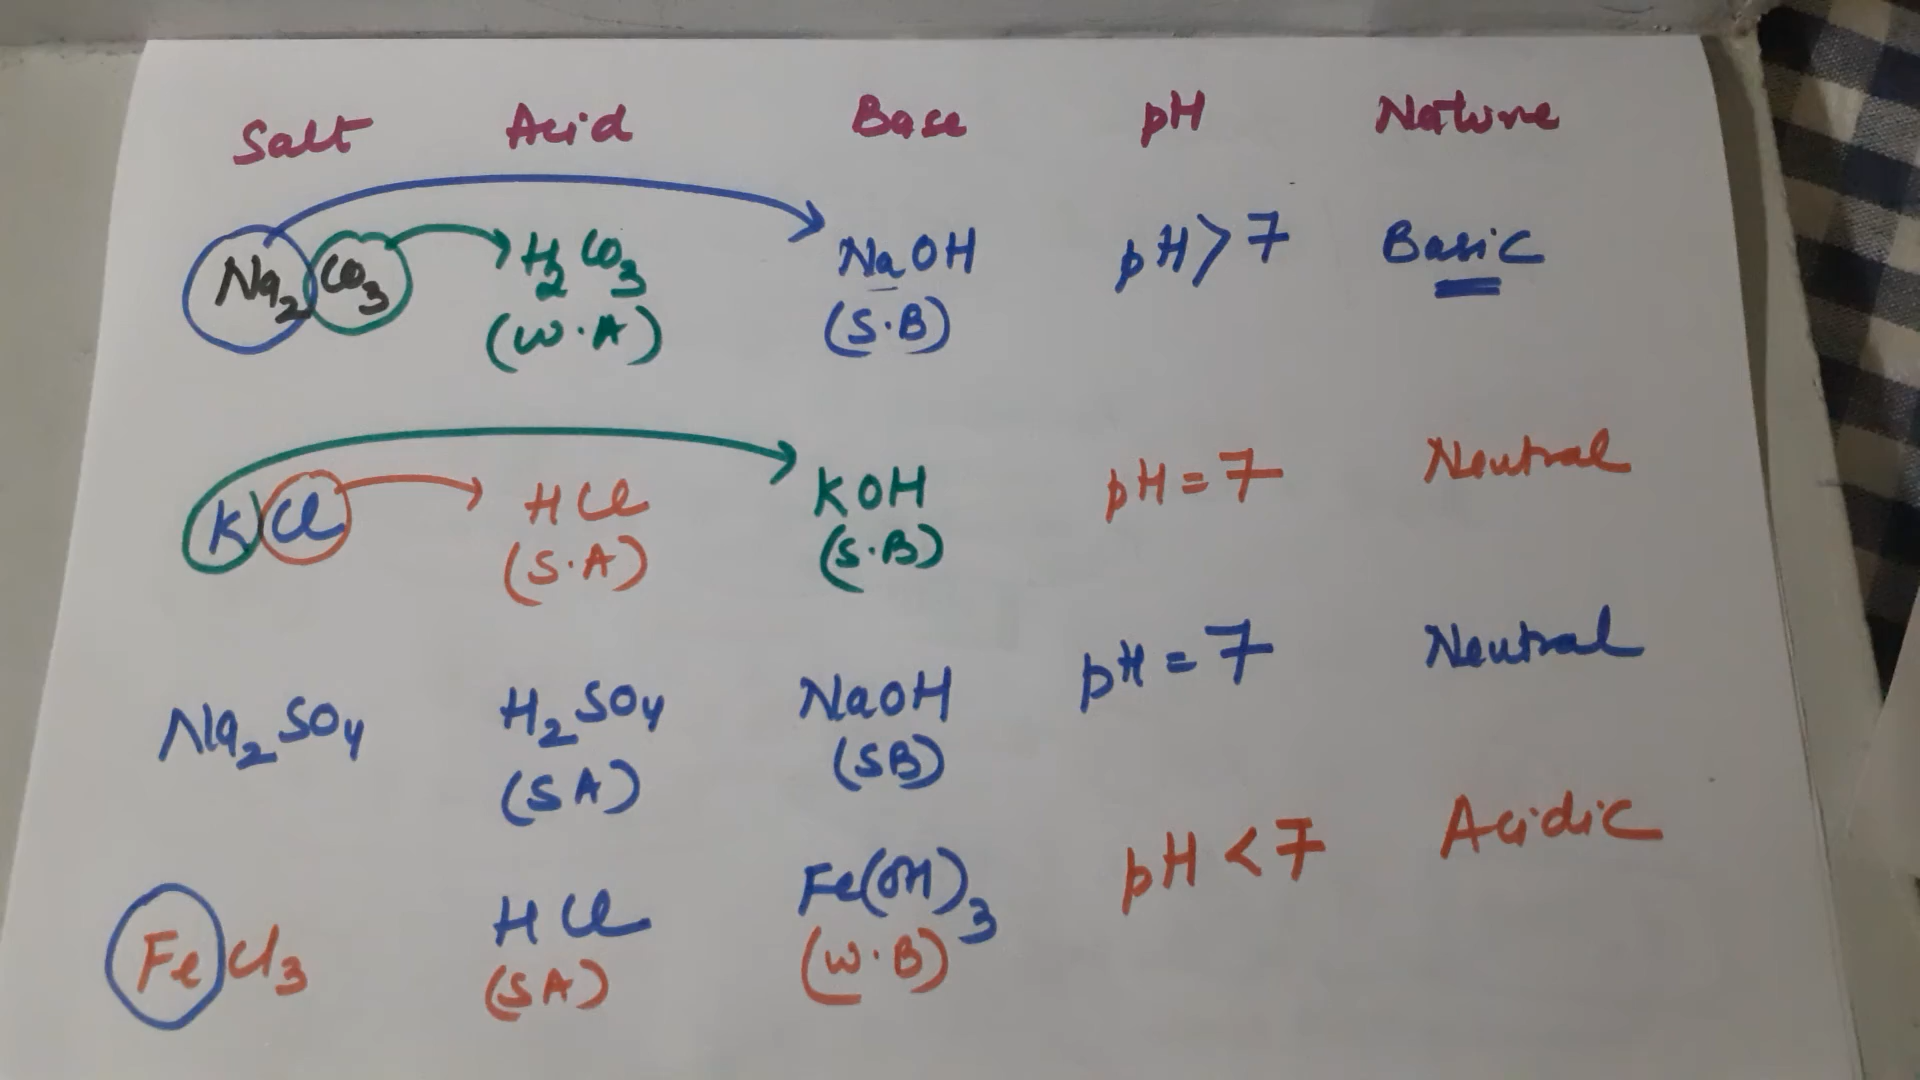 Salt Acid Base pH Nature
Na2CO3 H2CO3 NaOH pH>7 Basic
(W.A) (S.B)
KCl HCl KOH pH=7 Neutral
(S.A) (S.B)
Na2SO4 H2SO4 NaOH pH=7 Neutral
(SA) (SB)
FeCl3 HCl Fe(OH)3 pH<7 Acidic
(SA) (W.B)